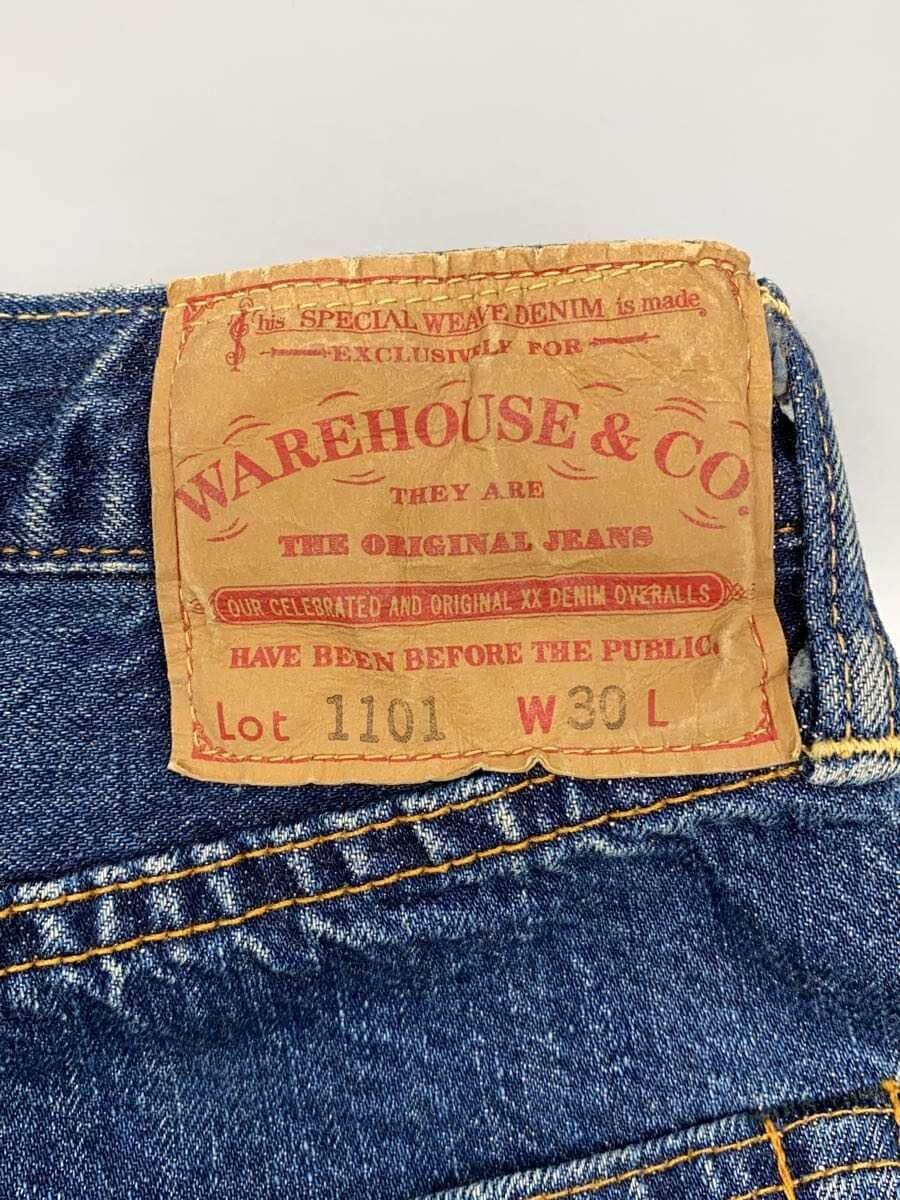 This SPECIAL WEAVE DENIM is made
EXCLUSIVELY FOR
WAREHOUSE & CO.
THEY ARE
THE ORIGINAL JEANS
OUR CELEBRATED AND ORIGINAL XX DENIM OVERALLS
HAVE BEEN BEFORE THE PUBLIC
Lot 1101 W 30 L